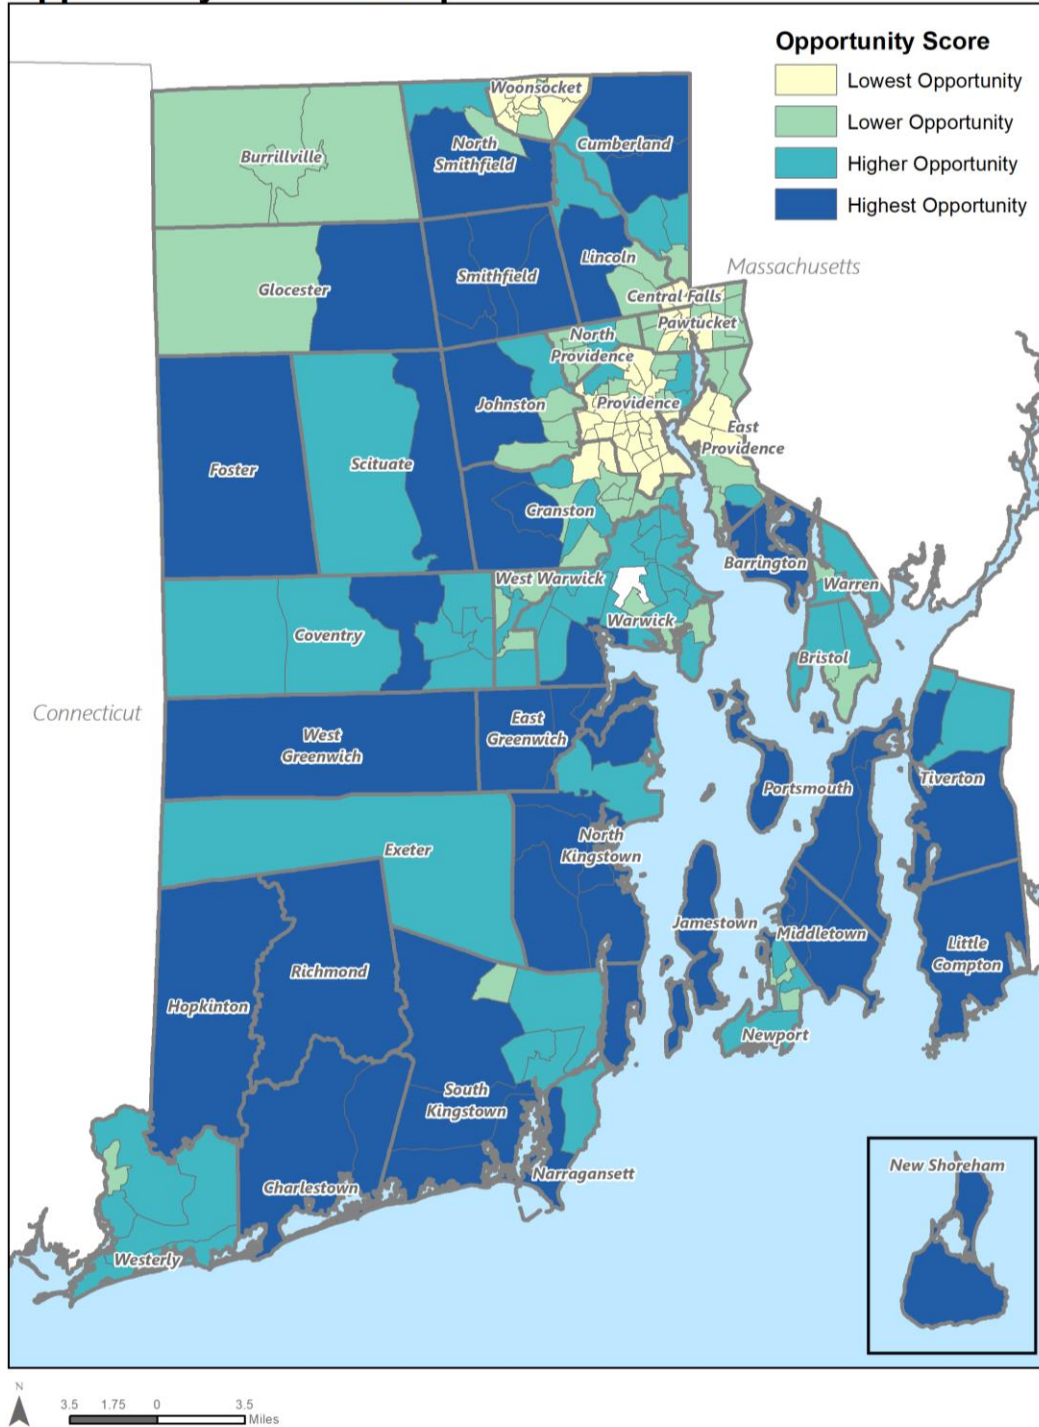 Opportunity Score
Lowest Opportunity
Lower Opportunity
Higher Opportunity
Highest Opportunity
Woonsocket
Burrillville
North
Smithfield
Cumberland
Massachusetts
Glocester
Smithfield
Lincoln
Central Falls
Pawtucket
North
Providence
Johnston
Providence
East
Providence
Foster
Scituate
Cranston
West Warwick
Barrington
Warren
Warwick
Coventry
Bristol
Connecticut
West
Greenwich
East
Greenwich
Portsmouth
Tiverton
Exeter
North
Kingstown
Jamestown
Middletown
Little
Compton
Richmond
Hopkinton
Newport
South
Kingstown
Narragansett
Charlestown
New Shoreham
Westerly
N
3.5 1.75 0 3.5
Miles